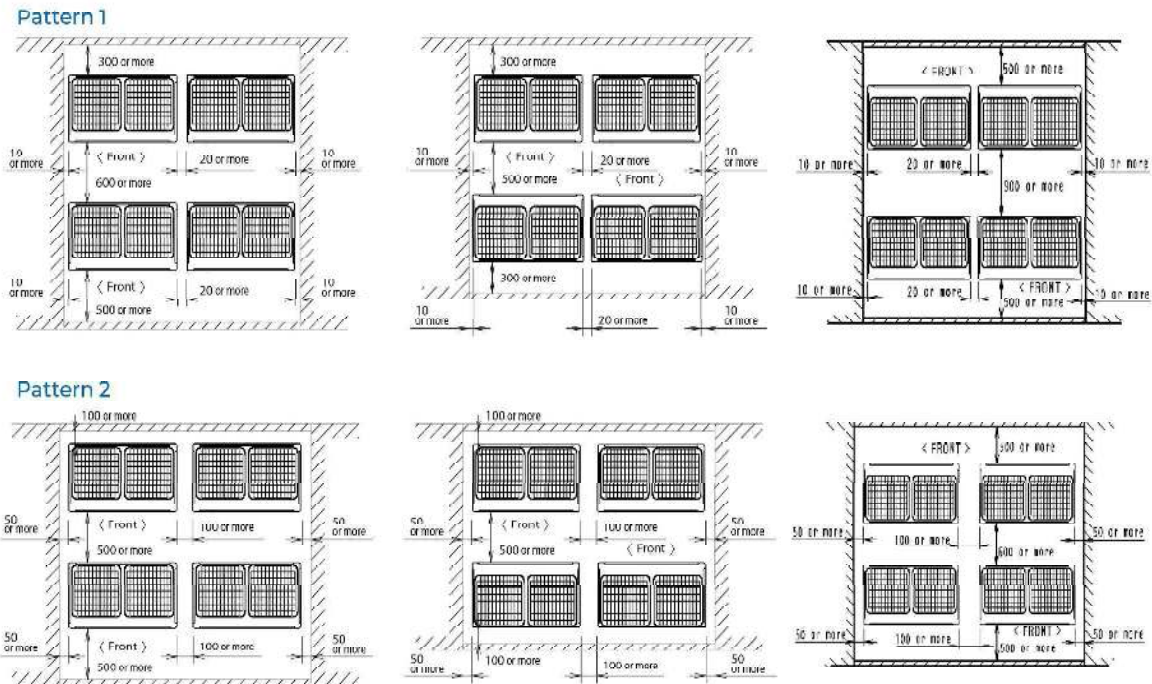 Pattern 1
300 or more
10
or more
〈 Front 〉
20 or more
10
or more
600 or more
10
or more
〈 Front 〉
20 or more
10
or more
500 or more
300 or more
10
or more
〈 Front 〉
20 or more
10
or more
500 or more
〈 Front 〉
300 or more
10
or more
20 or more
10
or more
〈 FRONT 〉
500 or more
10 or more
20 or more
10 or more
900 or more
10 or more
20 or more
〈 FRONT 〉
500 or more
10 or more
Pattern 2
100 or more
50
or more
〈 Front 〉
100 or more
50
or more
500 or more
50
or more
〈 Front 〉
100 or more
50
or more
500 or more
100 or more
50
or more
〈 Front 〉
100 or more
50
or more
500 or more
〈 Front 〉
50
or more
100 or more
100 or more
50
or more
〈 FRONT 〉
or more
50 or more
100 or more
50 or more
600 or more
50 or more
100 or more
〈 FRONT 〉
500 or more
50 or more